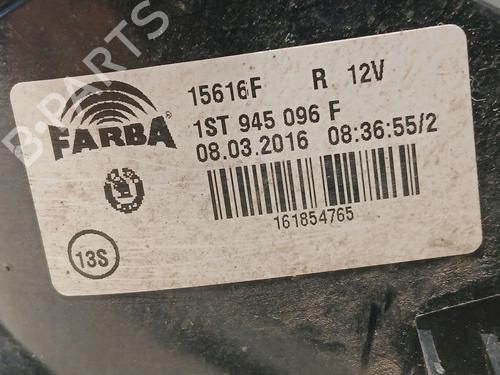 B-PARTS
FARBA
15616F R 12V
1ST 945 096 F
08.03.2016 08:36:55/2
161854765
13S